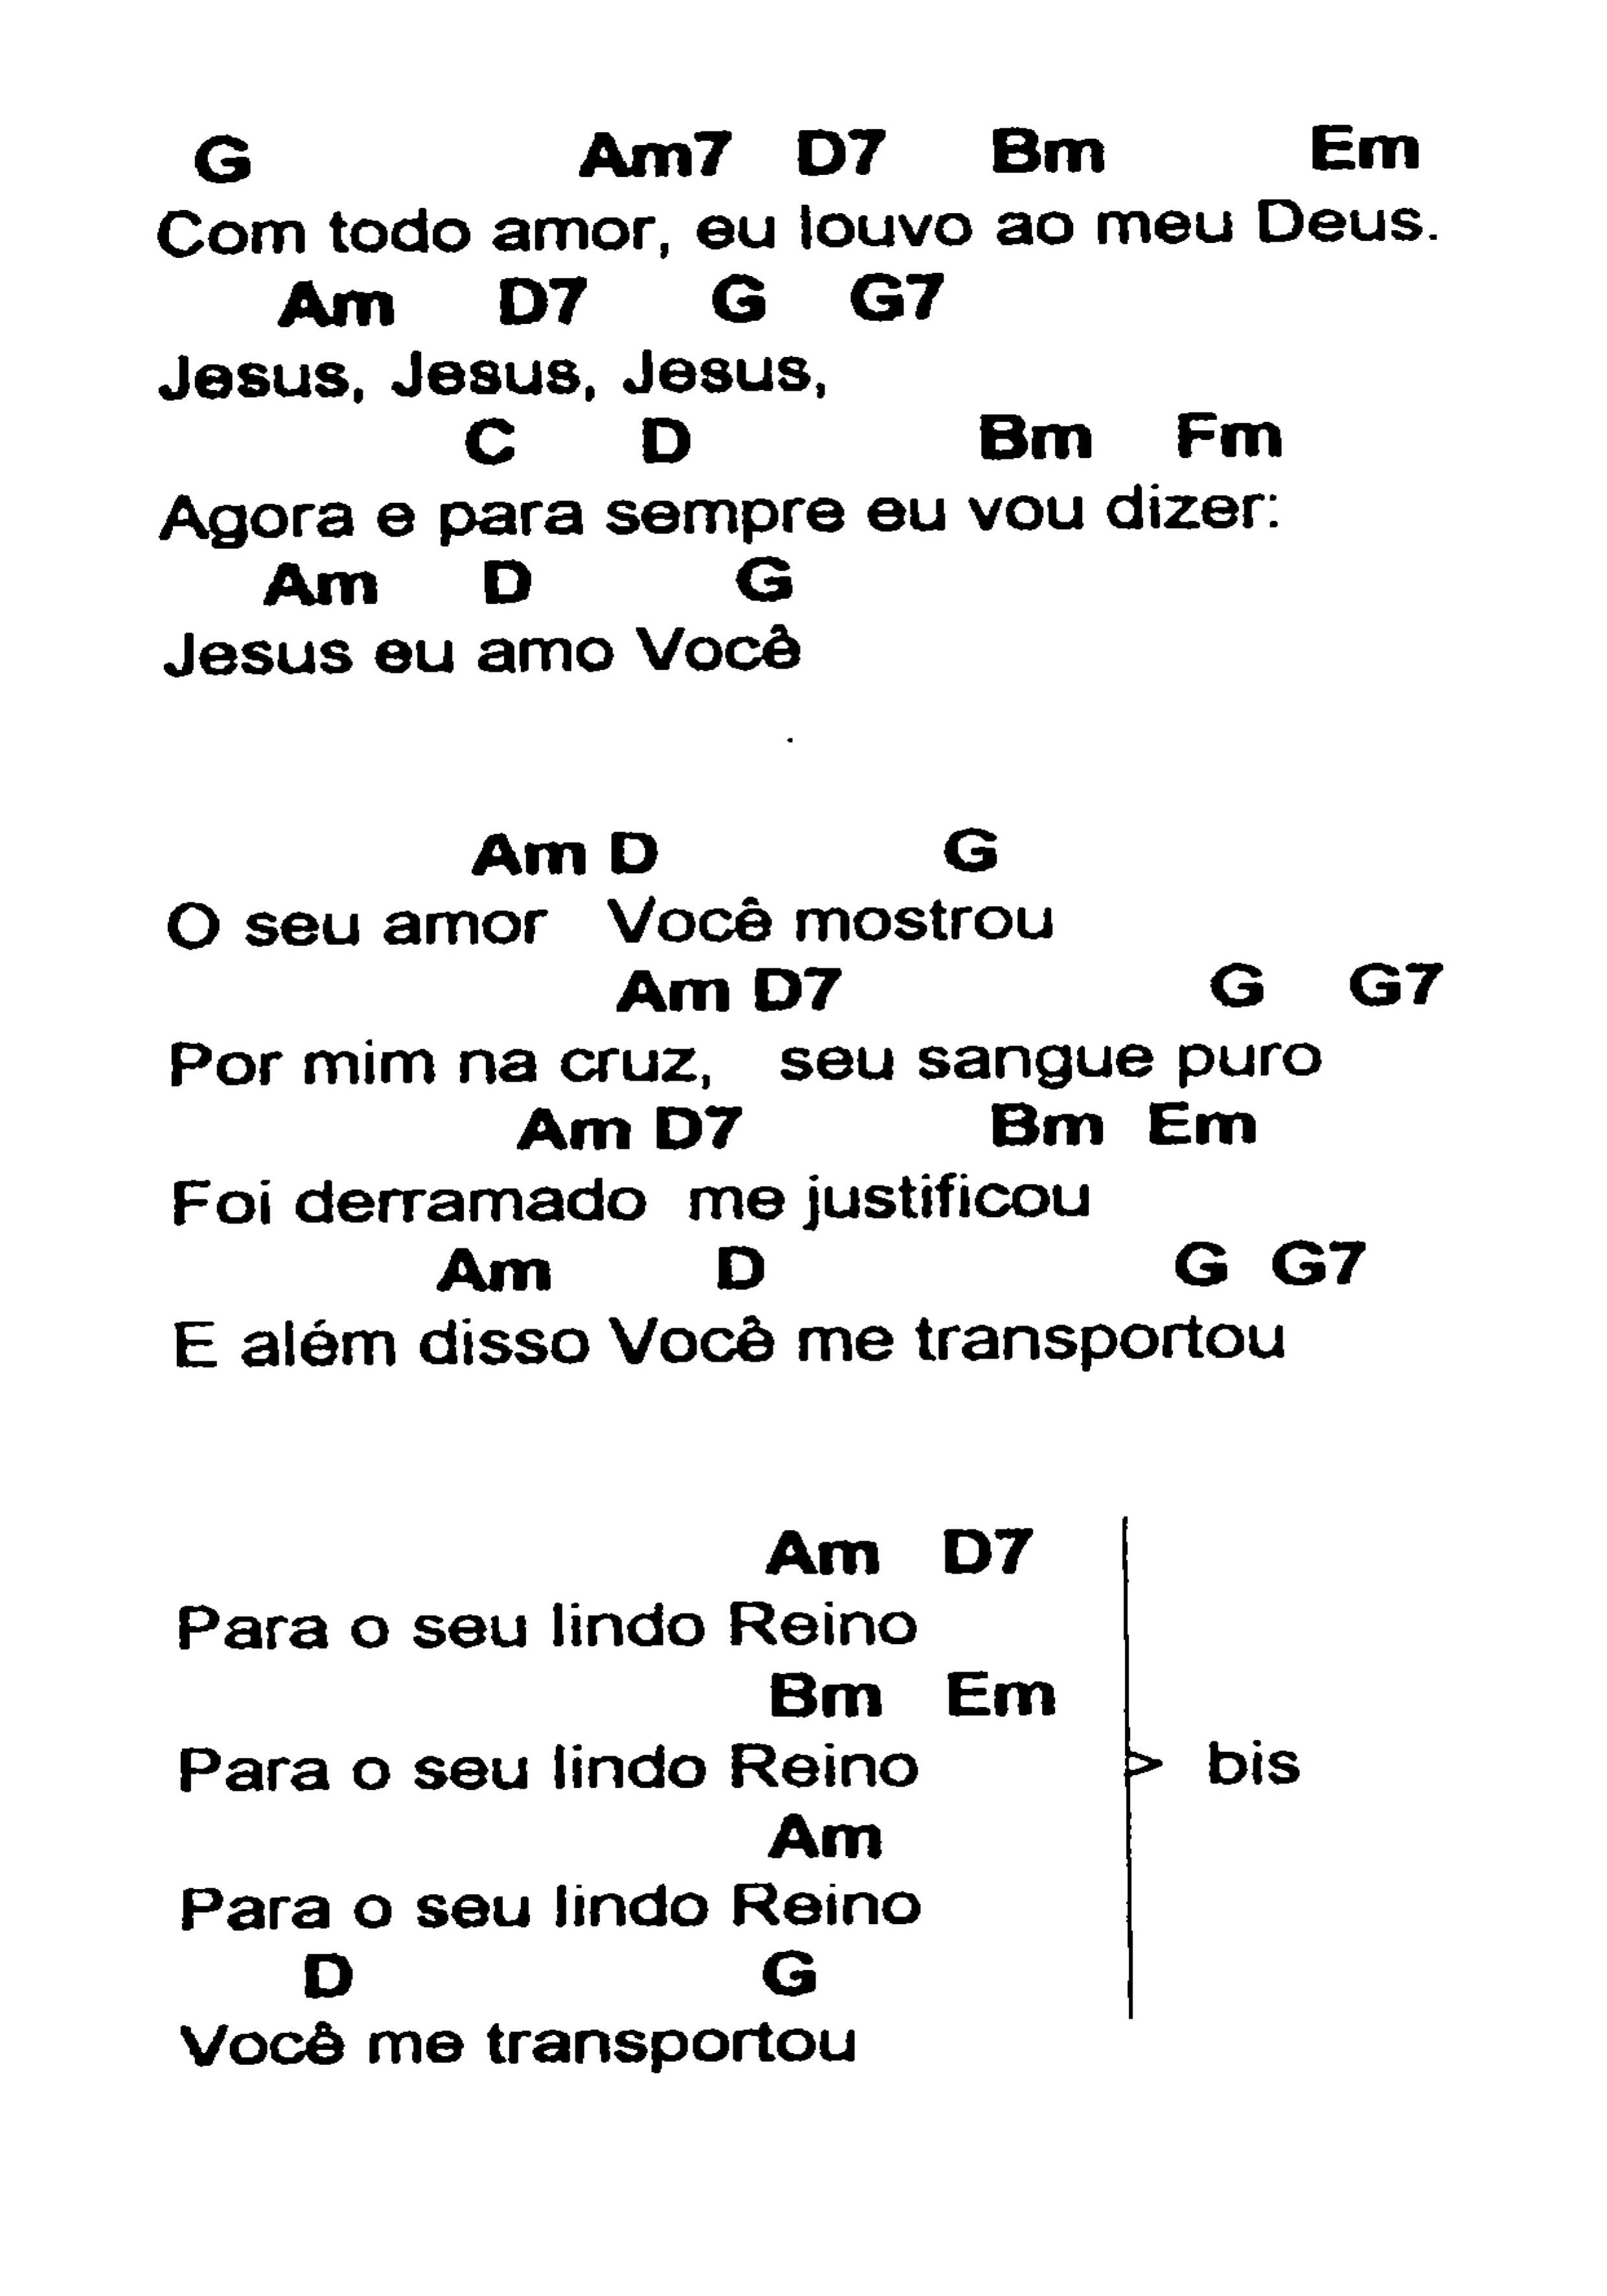 G Am7 D7 Bm Em
Com todo amor, eu louvo ao meu Deus.
Am D7 G G7
Jesus, Jesus, Jesus,
C D Bm Fm
Agora e para sempre eu vou dizer:
Am D G
Jesus eu amo Você
Am D G
O seu amor Você mostrou
Am D7 G G7
Por mim na cruz, seu sangue puro
Am D7 Bm Em
Foi derramado me justificou
Am D G G7
E além disso Você me transportou
Am D7
Para o seu lindo Reino
Bm Em
Para o seu lindo Reino
bis
Am
Para o seu lindo Reino
D G
Você me transportou